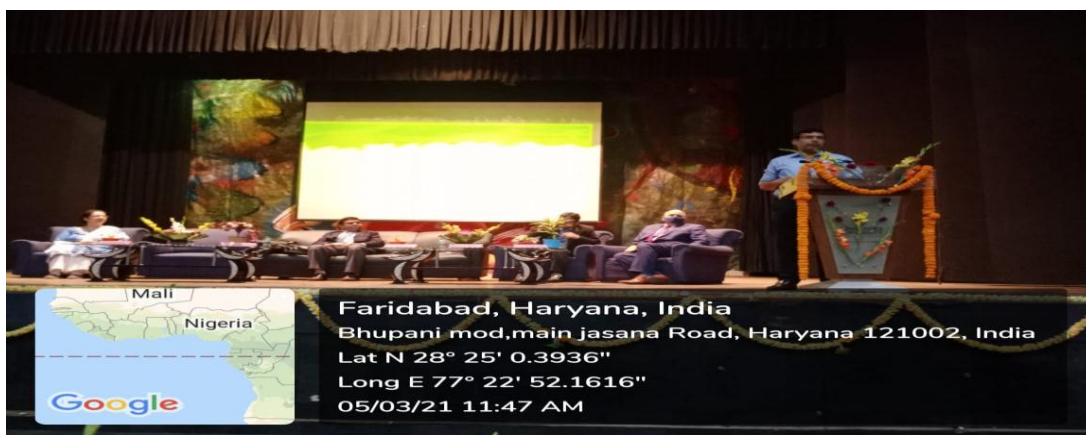 Mali
Nigeria
Google
Faridabad, Haryana, India
Bhupani mod,main jasana Road, Haryana 121002, India
Lat N 28° 25' 0.3936"
Long E 77° 22' 52.1616"
05/03/21 11:47 AM